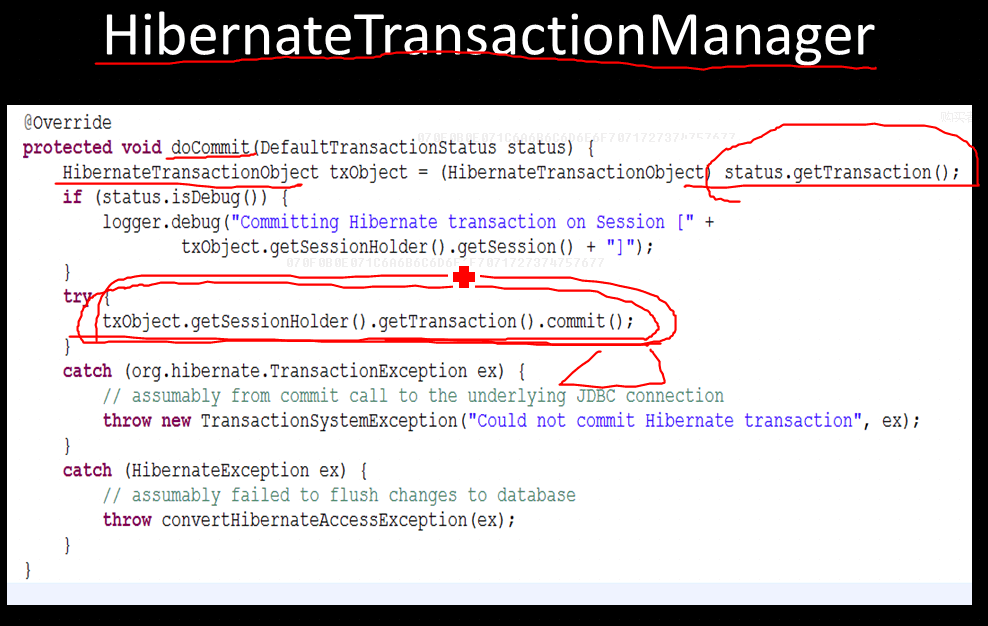 HibernateTransactionManager
@Override
protected void doCommit(DefaultTransactionStatus status) {
HibernateTransactionObject txObject = (HibernateTransactionObject) status.getTransaction();
if (status.isDebug()) {
logger.debug("Committing Hibernate transaction on Session [" +
txObject.getSessionHolder().getSession() + "]");
}
try {
txObject.getSessionHolder().getTransaction().commit();
}
catch (org.hibernate.TransactionException ex) {
// assumably from commit call to the underlying JDBC connection
throw new TransactionSystemException("Could not commit Hibernate transaction", ex);
}
catch (HibernateException ex) {
// assumably failed to flush changes to database
throw convertHibernateAccessException(ex);
}
}